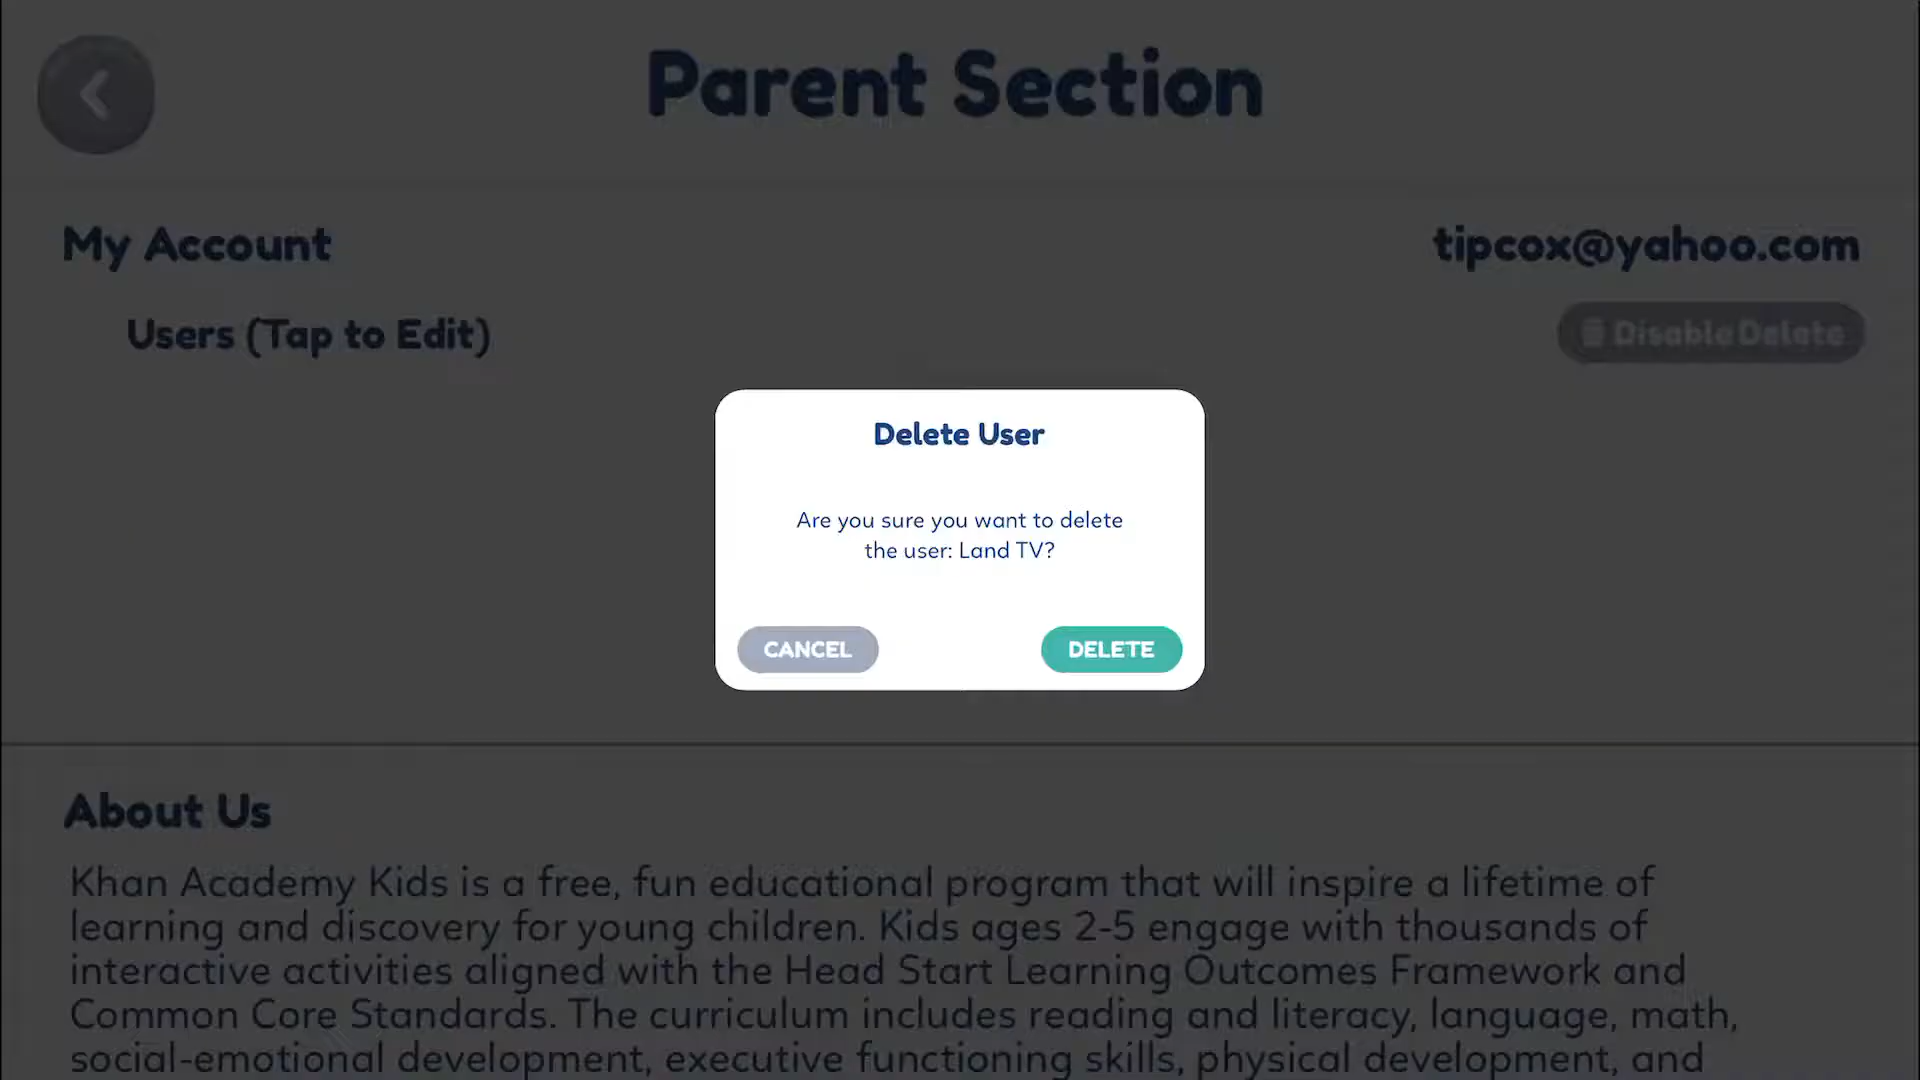 Parent Section
My Account
tipcox@yahoo.com
Users (Tap to Edit)
Disable Delete
Delete User
Are you sure you want to delete
the user: Land TV?
CANCEL
DELETE
About Us
Khan Academy Kids is a free, fun educational program that will inspire a lifetime of
learning and discovery for young children. Kids ages 2-5 engage with thousands of
interactive activities aligned with the Head Start Learning Outcomes Framework and
Common Core Standards. The curriculum includes reading and literacy, language, math,
social-emotional development, executive functioning skills, physical development, and